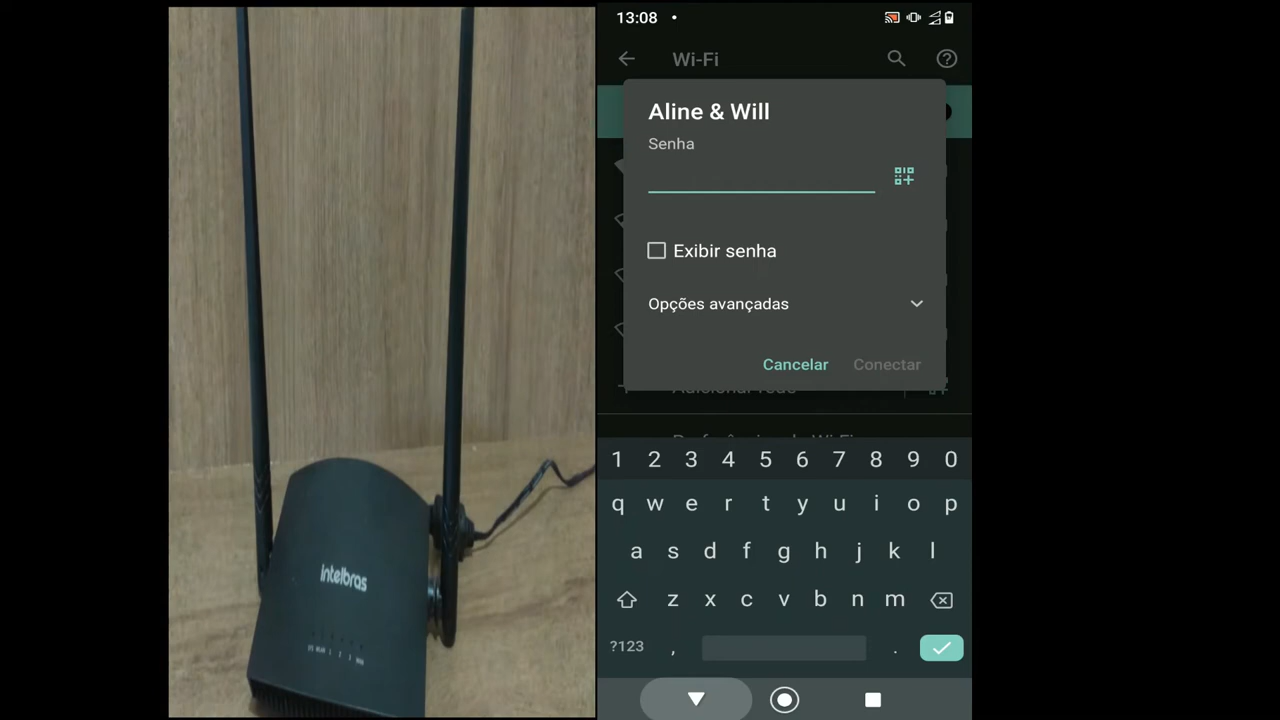 intelbras
13:08
Wi-Fi
Aline & Will
Senha
Exibir senha
Opções avançadas
Cancelar Conectar
1 2 3 4 5 6 7 8 9 0
q w e r t y u i o p
a s d f g h j k l
z x c v b n m
?123 , .